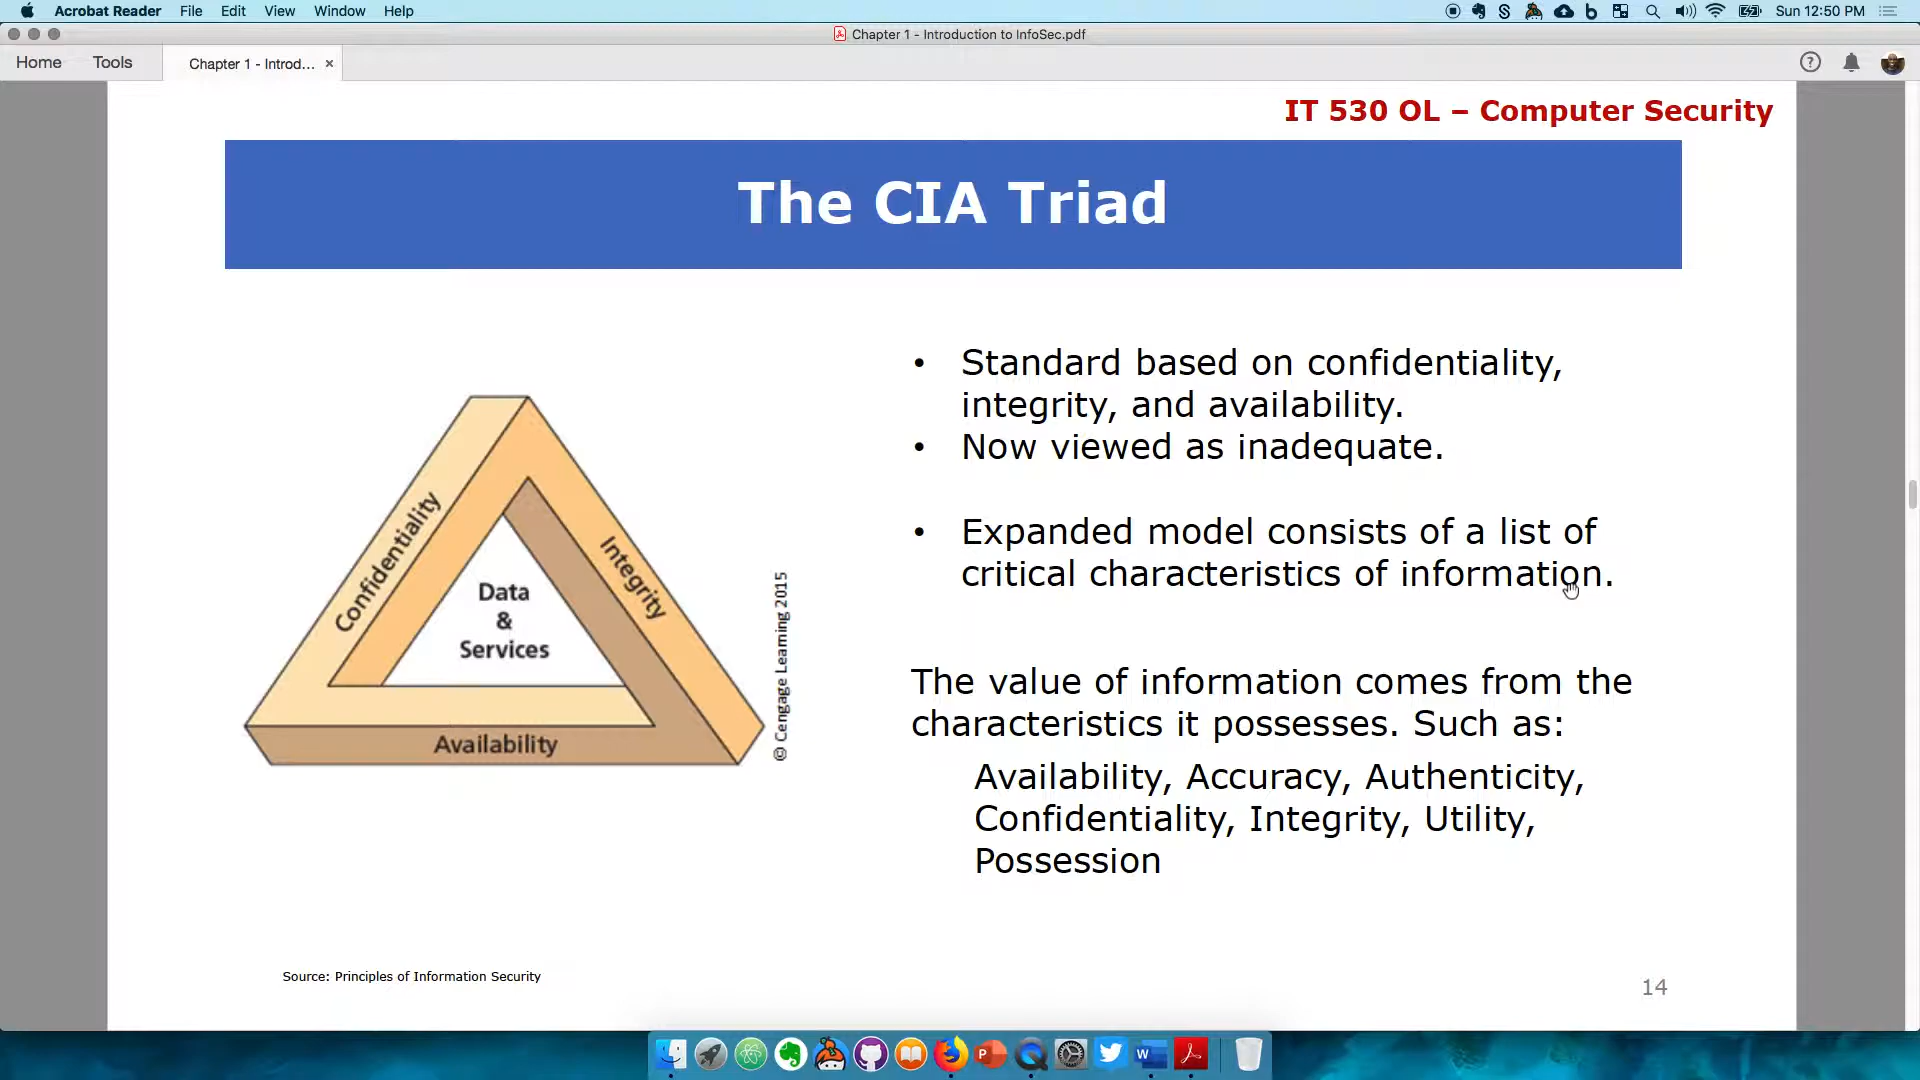 Acrobat Reader File Edit View Window Help
Sun 12:50 PM
Chapter 1 - Introduction to InfoSec.pdf
Home Tools Chapter 1 - Introd... ×
IT 530 OL – Computer Security
The CIA Triad
• Standard based on confidentiality,
integrity, and availability.
• Now viewed as inadequate.
• Expanded model consists of a list of
critical characteristics of information.
Confidentiality
Integrity
Data
&
Services
Availability
© Cengage Learning 2015
The value of information comes from the
characteristics it possesses. Such as:
Availability, Accuracy, Authenticity,
Confidentiality, Integrity, Utility,
Possession
Source: Principles of Information Security
14